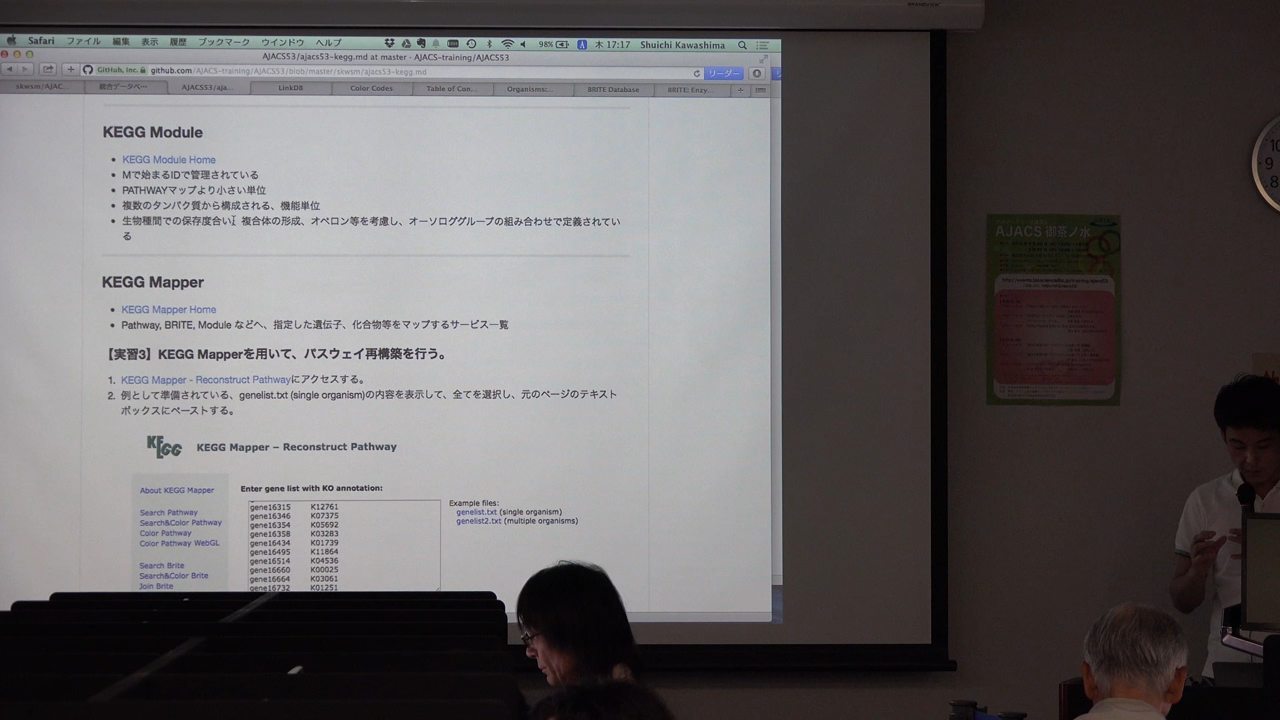 Safari ファイル 編集 表示 履歴 ブックマーク ウインドウ ヘルプ 98% 木 17:17 Shuichi Kawashima
AJACS53/ajacs53-kegg.md at master · AJACS-training/AJACS53
GitHub, Inc. github.com/AJACS-training/AJACS53/blob/master/skwsm/ajacs53-kegg.md リーダー
skwsm/AJAC... 統合データベー... AJACS53/aja... LinkDB Color Codes Table of Con... Organisms:... BRITE Database BRITE: Enzy...
KEGG Module
KEGG Module Home
Mで始まるIDで管理されている
PATHWAYマップより小さい単位
複数のタンパク質から構成される、機能単位
生物種間での保存度合い、複合体の形成、オペロン等を考慮し、オーソロググループの組み合わせで定義されてい
る
KEGG Mapper
KEGG Mapper Home
Pathway, BRITE, Module などへ、指定した遺伝子、化合物等をマップするサービス一覧
【実習3】KEGG Mapperを用いて、パスウェイ再構築を行う。
1. KEGG Mapper - Reconstruct Pathwayにアクセスする。
2. 例として準備されている、genelist.txt (single organism)の内容を表示して、全てを選択し、元のページのテキスト
ボックスにペーストする。
KEGG KEGG Mapper – Reconstruct Pathway
About KEGG Mapper
Search Pathway
Search&Color Pathway
Color Pathway
Color Pathway WebGL
Search Brite
Search&Color Brite
Join Brite
Enter gene list with KO annotation:
gene16315 K12761
gene16346 K07375
gene16354 K05692
gene16358 K03283
gene16434 K01739
gene16495 K11864
gene16514 K04536
gene16660 K00025
gene16664 K03061
gene16732 K01251
Example files:
genelist.txt (single organism)
genelist2.txt (multiple organisms)
AJACS 御茶ノ水
10
9
8